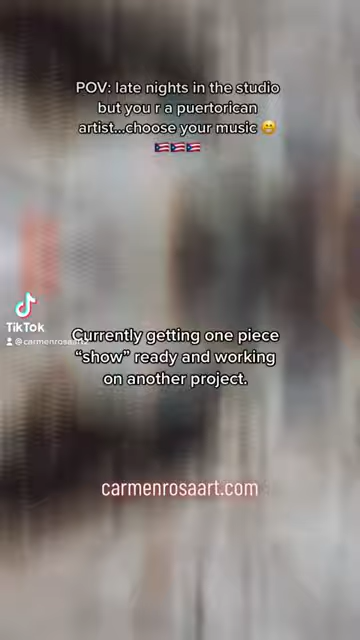 POV: late nights in the studio
but you r a puertorican
artist...choose your music 😁
🇵🇷🇵🇷🇵🇷
TikTok
@carmenrosaart2
Currently getting one piece
“show” ready and working
on another project.
carmenrosaart.com